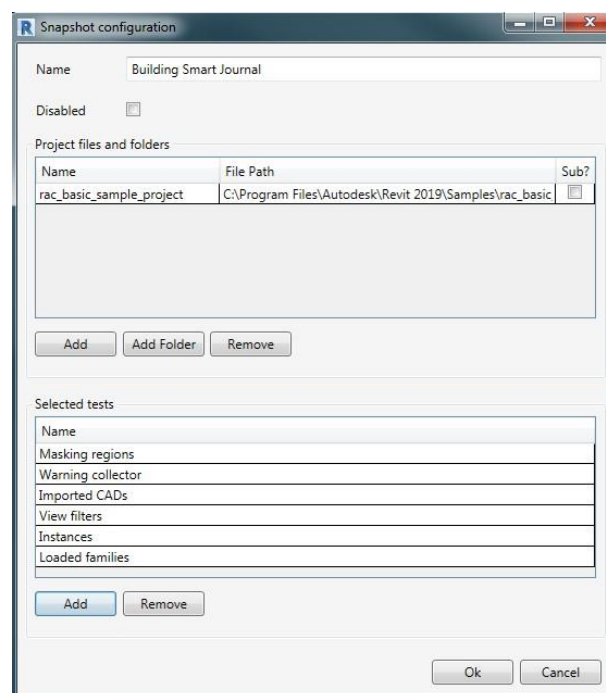 R Snapshot configuration
Name Building Smart Journal
Disabled
Project files and folders
Name File Path Sub?
rac_basic_sample_project C:\Program Files\Autodesk\Revit 2019\Samples\rac_basic
Add Add Folder Remove
Selected tests
Name
Masking regions
Warning collector
Imported CADs
View filters
Instances
Loaded families
Add Remove
Ok Cancel